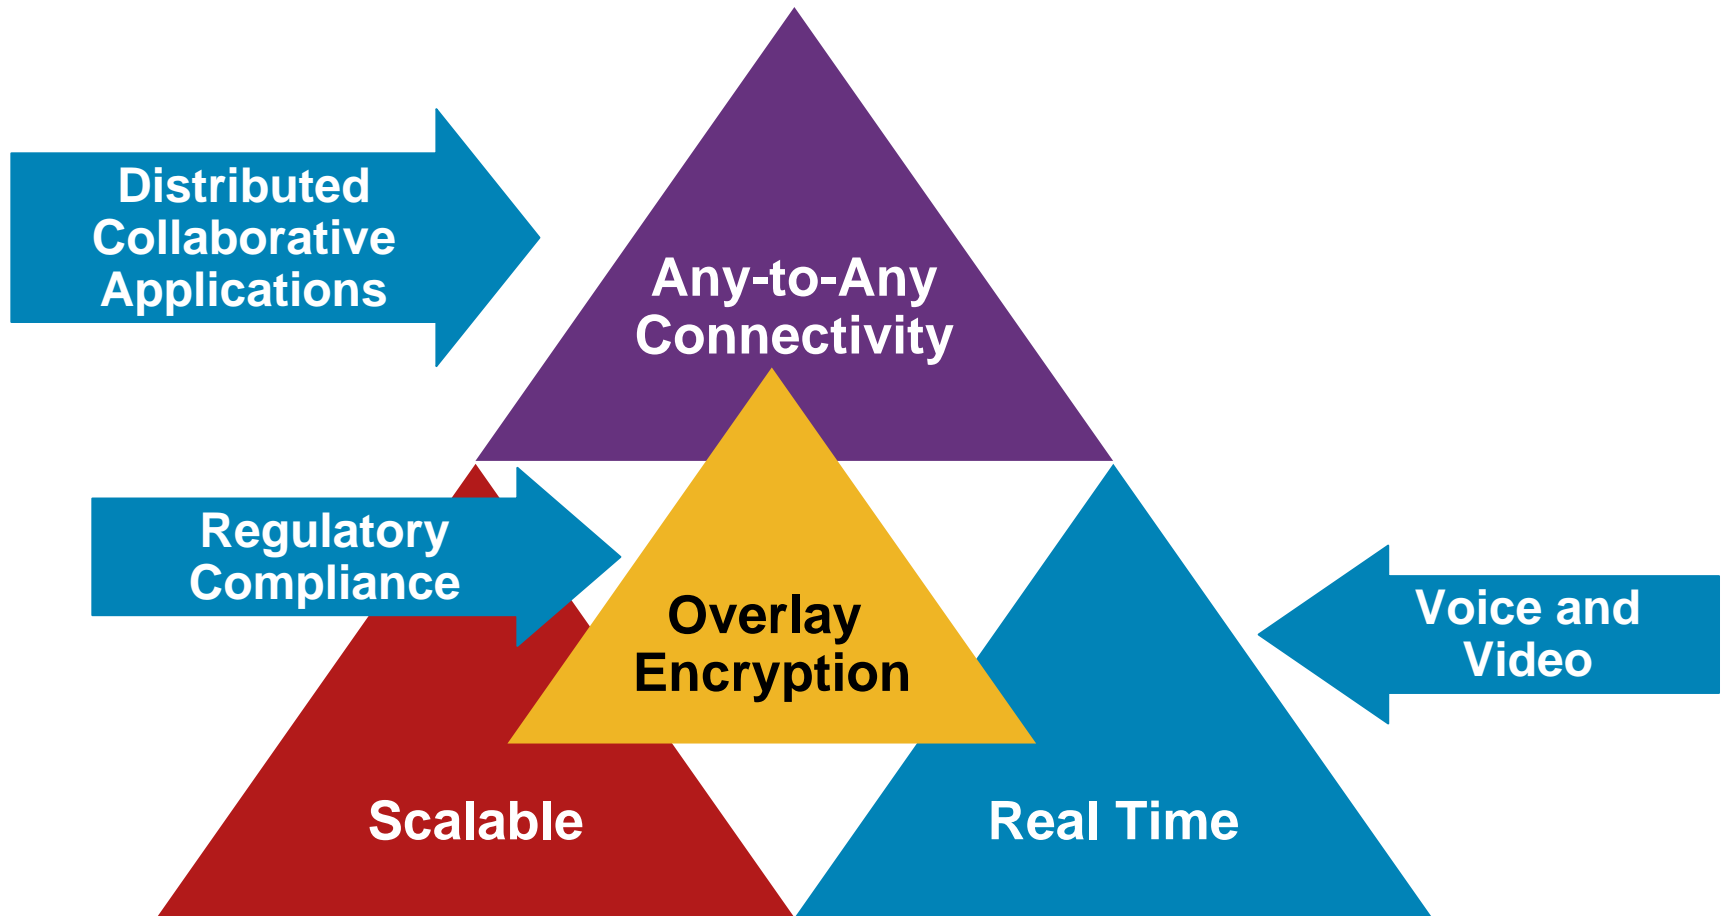 Distributed
Collaborative
Applications
Any-to-Any
Connectivity
Regulatory
Compliance
Overlay
Encryption
Voice and
Video
Scalable
Real Time